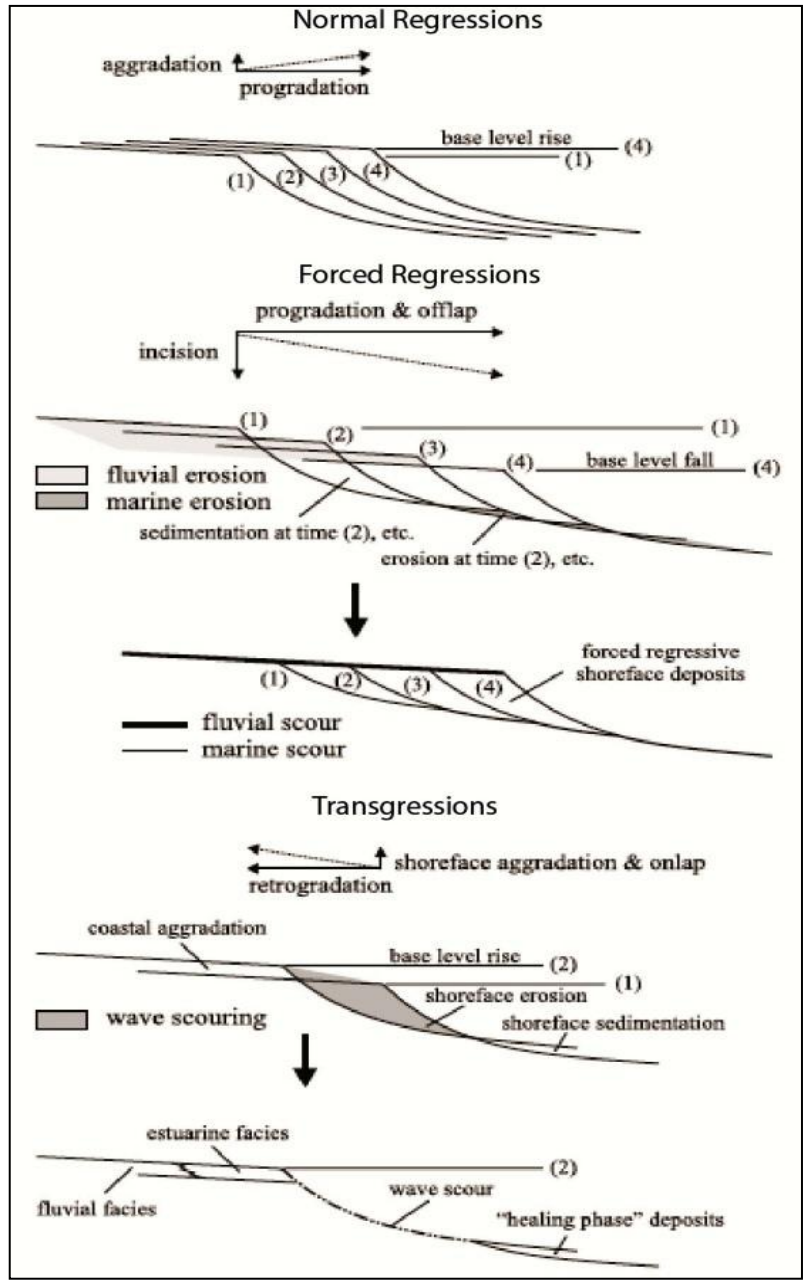 Normal Regressions
aggradation
progradation
base level rise
(4)
(1)
(1)
(2)
(3)
(4)
Forced Regressions
progradation & offlap
incision
(1)
(2)
(1)
(3)
(4)
base level fall
(4)
fluvial erosion
marine erosion
sedimentation at time (2), etc.
erosion at time (2), etc.
forced regressive
shoreface deposits
(1)
(2)
(3)
(4)
fluvial scour
marine scour
Transgressions
shoreface aggradation & onlap
retrogradation
coastal aggradation
base level rise
(2)
(1)
shoreface erosion
wave scouring
shoreface sedimentation
estuarine facies
(2)
wave scour
fluvial facies
"healing phase" deposits